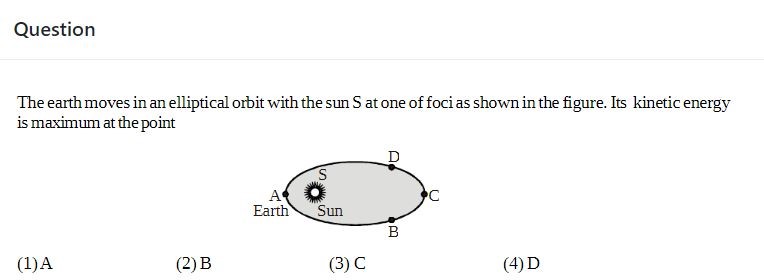 Question
The earth moves in an elliptical orbit with the sun S at one of foci as shown in the figure. Its kinetic energy
is maximum at the point
D
S
A
C
Earth
Sun
B
(1) A
(2) B
(3) C
(4) D